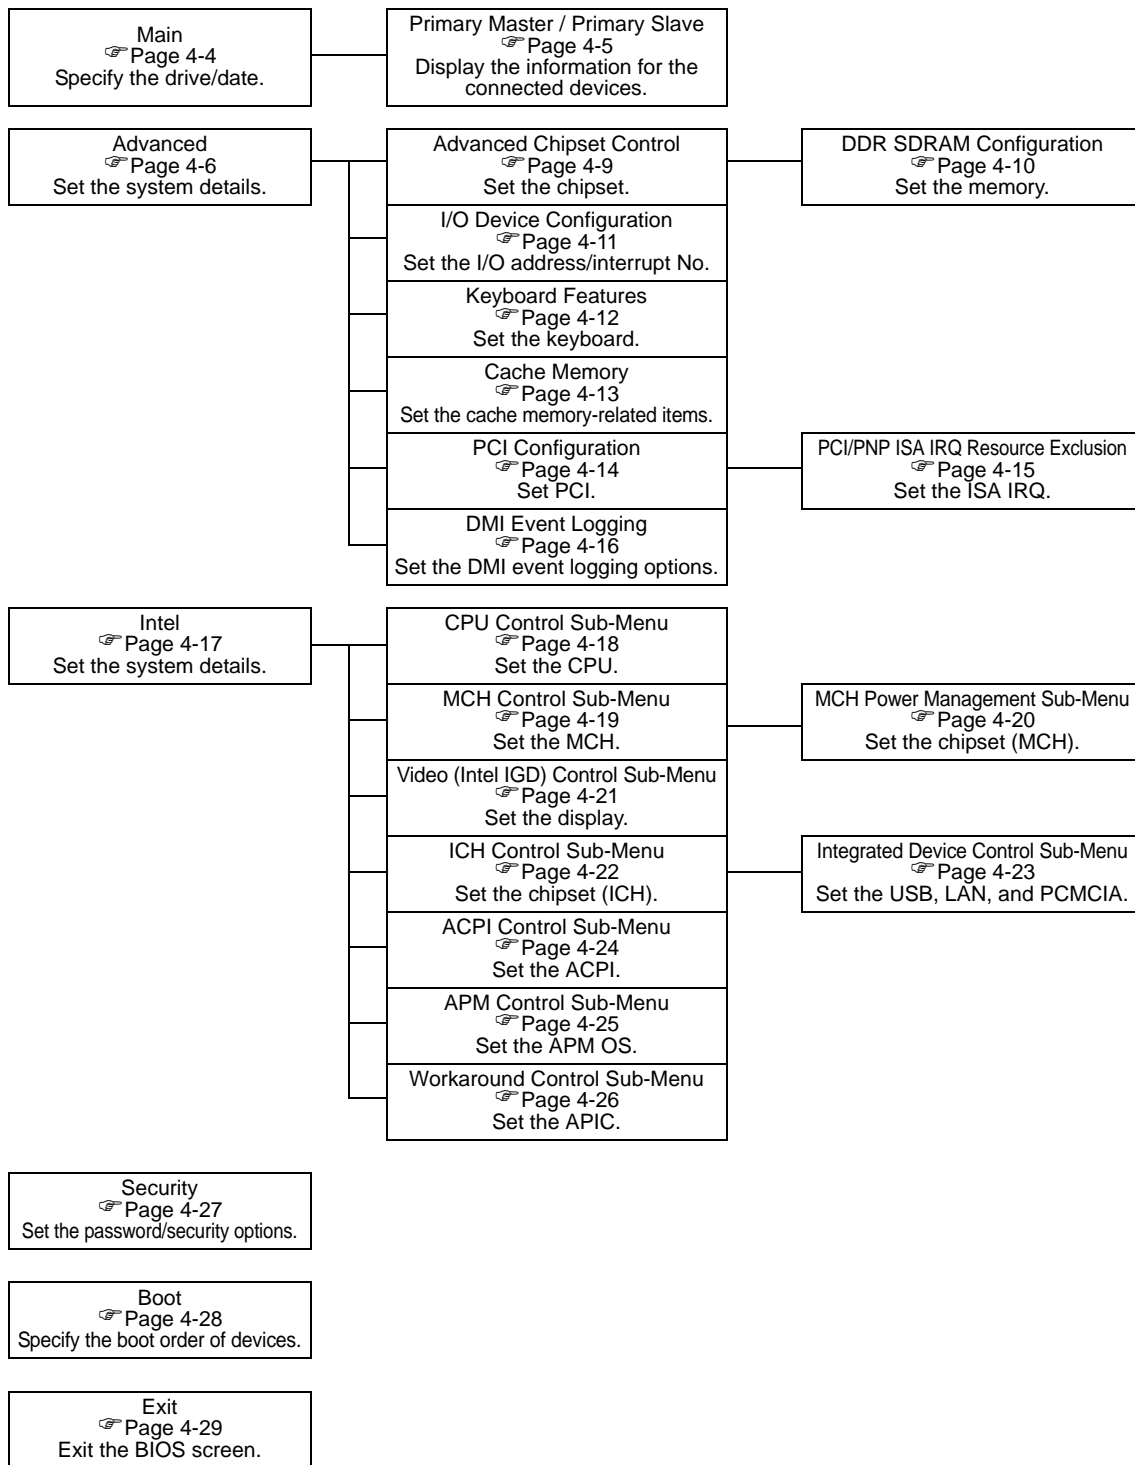 Main
☞ Page 4-4
Specify the drive/date.
Primary Master / Primary Slave
☞ Page 4-5
Display the information for the
connected devices.
Advanced
☞ Page 4-6
Set the system details.
Advanced Chipset Control
☞ Page 4-9
Set the chipset.
DDR SDRAM Configuration
☞ Page 4-10
Set the memory.
I/O Device Configuration
☞ Page 4-11
Set the I/O address/interrupt No.
Keyboard Features
☞ Page 4-12
Set the keyboard.
Cache Memory
☞ Page 4-13
Set the cache memory-related items.
PCI Configuration
☞ Page 4-14
Set PCI.
PCI/PNP ISA IRQ Resource Exclusion
☞ Page 4-15
Set the ISA IRQ.
DMI Event Logging
☞ Page 4-16
Set the DMI event logging options.
Intel
☞ Page 4-17
Set the system details.
CPU Control Sub-Menu
☞ Page 4-18
Set the CPU.
MCH Control Sub-Menu
☞ Page 4-19
Set the MCH.
MCH Power Management Sub-Menu
☞ Page 4-20
Set the chipset (MCH).
Video (Intel IGD) Control Sub-Menu
☞ Page 4-21
Set the display.
ICH Control Sub-Menu
☞ Page 4-22
Set the chipset (ICH).
Integrated Device Control Sub-Menu
☞ Page 4-23
Set the USB, LAN, and PCMCIA.
ACPI Control Sub-Menu
☞ Page 4-24
Set the ACPI.
APM Control Sub-Menu
☞ Page 4-25
Set the APM OS.
Workaround Control Sub-Menu
☞ Page 4-26
Set the APIC.
Security
☞ Page 4-27
Set the password/security options.
Boot
☞ Page 4-28
Specify the boot order of devices.
Exit
☞ Page 4-29
Exit the BIOS screen.